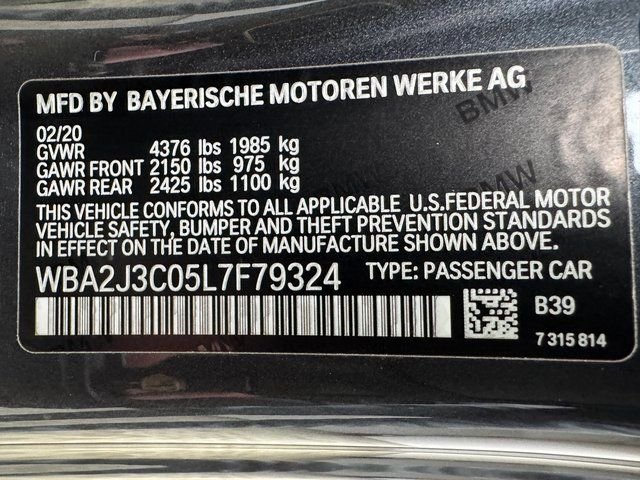 MFD BY BAYERISCHE MOTOREN WERKE AG
02/20
GVWR 4376 lbs 1985 kg
GAWR FRONT 2150 lbs 975 kg
GAWR REAR 2425 lbs 1100 kg
THIS VEHICLE CONFORMS TO ALL APPLICABLE U.S.FEDERAL MOTOR
VEHICLE SAFETY, BUMPER AND THEFT PREVENTION STANDARDS
IN EFFECT ON THE DATE OF MANUFACTURE SHOWN ABOVE.
WBA2J3C05L7F79324 TYPE: PASSENGER CAR
B39
7 315 814
BMW
BMW